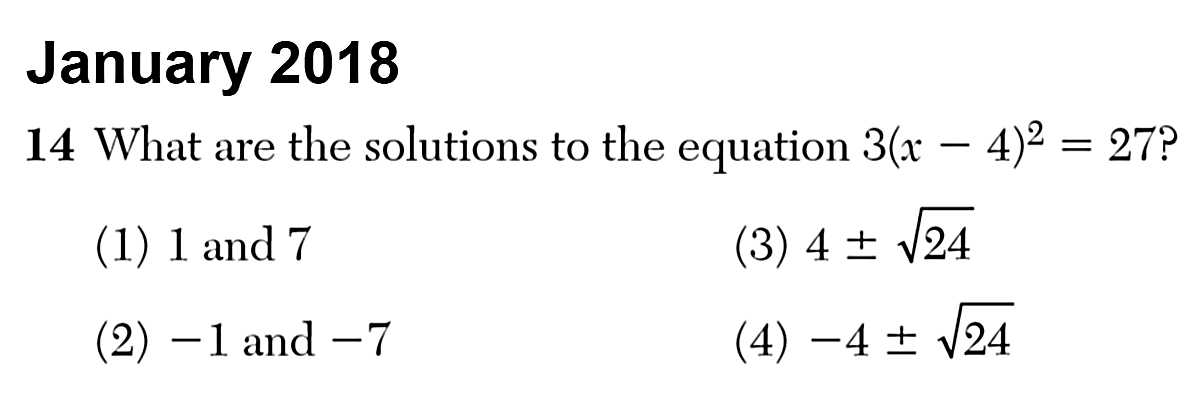 January 2018
14 What are the solutions to the equation 3(x − 4)² = 27?
(1) 1 and 7 (3) 4 ± √24
(2) −1 and −7 (4) −4 ± √24